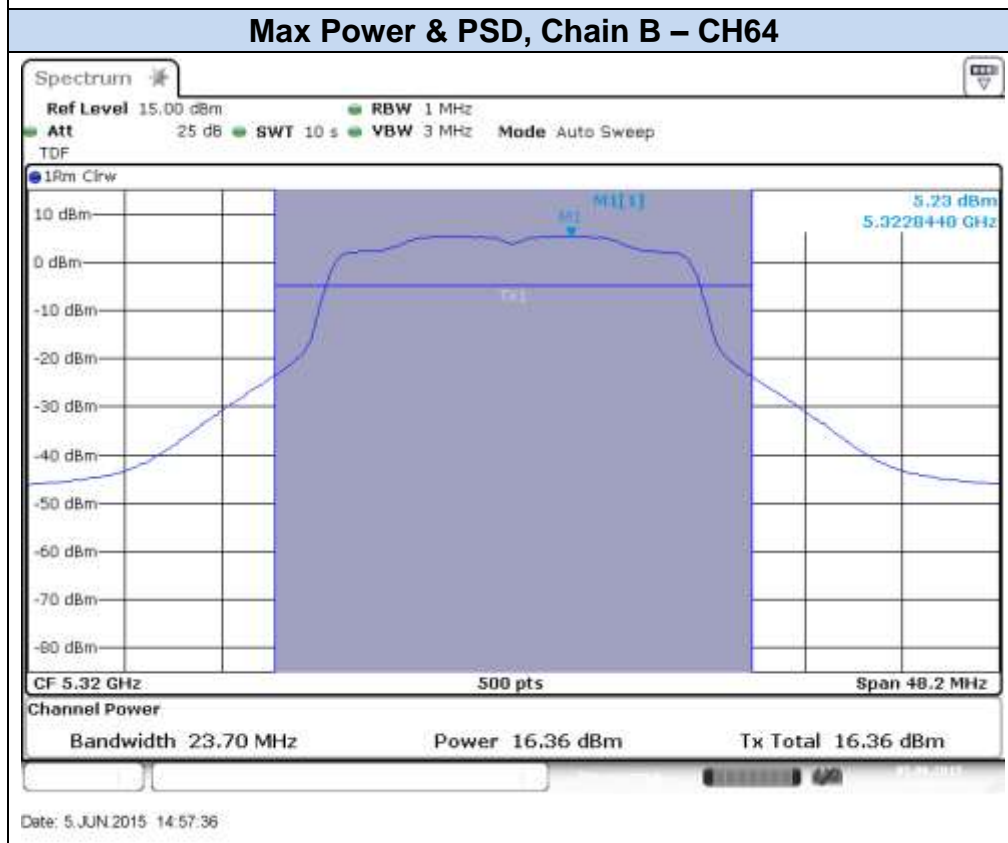 Max Power & PSD, Chain B – CH64
Spectrum
Ref Level 15.00 dBm RBW 1 MHz
Att 25 dB SWT 10 s VBW 3 MHz Mode Auto Sweep
TDF
1Rm Clrw
M1[1] 5.23 dBm
5.3228440 GHz
M1
10 dBm
0 dBm
Tx1
-10 dBm
-20 dBm
-30 dBm
-40 dBm
-50 dBm
-60 dBm
-70 dBm
-80 dBm
CF 5.32 GHz 500 pts Span 48.2 MHz
Channel Power
Bandwidth 23.70 MHz Power 16.36 dBm Tx Total 16.36 dBm
Date: 5.JUN.2015 14:57:36